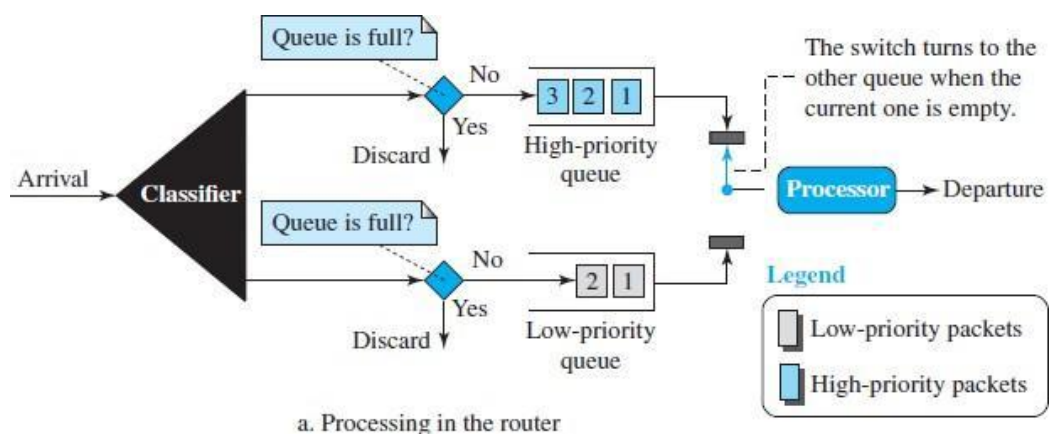 Queue is full?
The switch turns to the
other queue when the
current one is empty.
No
3 2 1
Yes
Discard
High-priority
queue
Arrival
Classifier
Processor
Departure
Queue is full?
No
2 1
Yes
Discard
Low-priority
queue
Legend
Low-priority packets
High-priority packets
a. Processing in the router